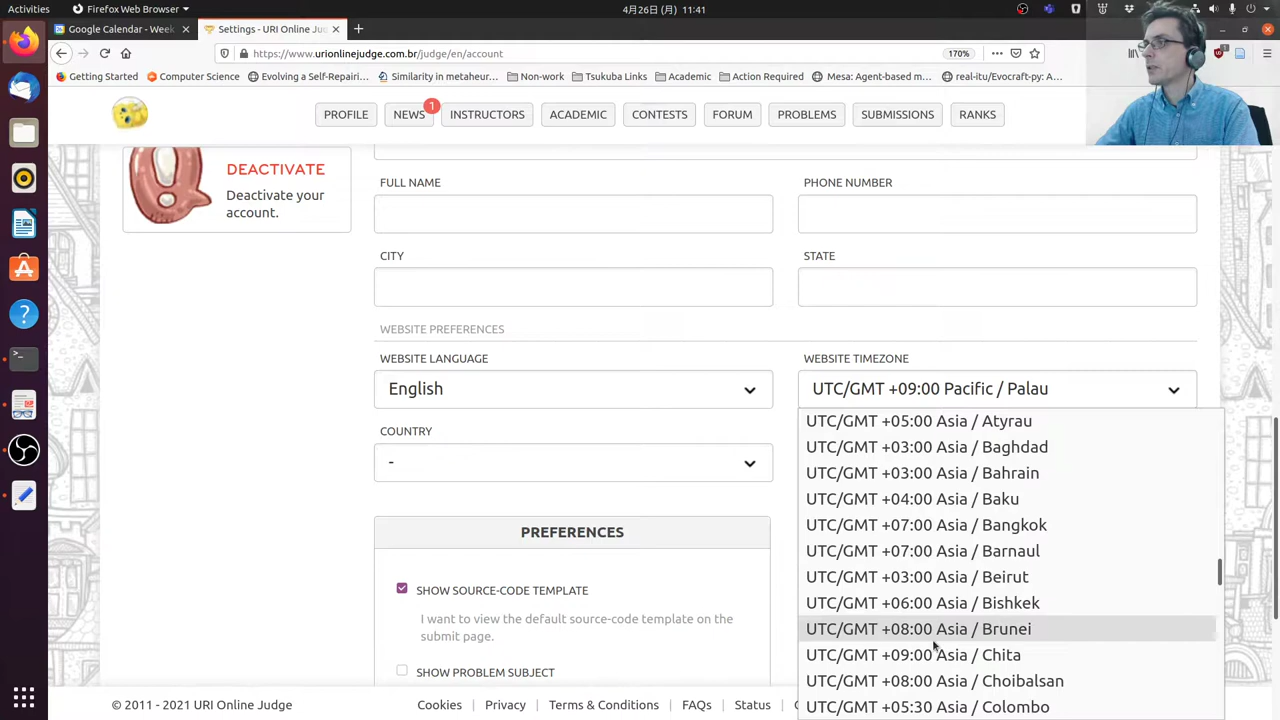 Activities
Firefox Web Browser
4月26日 (月) 11:41
Google Calendar - Week
Settings - URI Online Jud
https://www.urionlinejudge.com.br/judge/en/account
170%
Getting Started
Computer Science
Evolving a Self-Repairi…
Similarity in metaheur…
Non-work
Tsukuba Links
Academic
Action Required
Mesa: Agent-based m…
real-itu/Evocraft-py: A…
PROFILE
NEWS
1
INSTRUCTORS
ACADEMIC
CONTESTS
FORUM
PROBLEMS
SUBMISSIONS
RANKS
DEACTIVATE
Deactivate your
account.
FULL NAME
PHONE NUMBER
CITY
STATE
WEBSITE PREFERENCES
WEBSITE LANGUAGE
WEBSITE TIMEZONE
English
UTC/GMT +09:00 Pacific / Palau
COUNTRY
-
UTC/GMT +05:00 Asia / Atyrau
UTC/GMT +03:00 Asia / Baghdad
UTC/GMT +03:00 Asia / Bahrain
UTC/GMT +04:00 Asia / Baku
UTC/GMT +07:00 Asia / Bangkok
UTC/GMT +07:00 Asia / Barnaul
UTC/GMT +03:00 Asia / Beirut
UTC/GMT +06:00 Asia / Bishkek
UTC/GMT +08:00 Asia / Brunei
UTC/GMT +09:00 Asia / Chita
UTC/GMT +08:00 Asia / Choibalsan
UTC/GMT +05:30 Asia / Colombo
PREFERENCES
SHOW SOURCE-CODE TEMPLATE
I want to view the default source-code template on the
submit page.
SHOW PROBLEM SUBJECT
© 2011 - 2021 URI Online Judge
Cookies
Privacy
Terms & Conditions
FAQs
Status